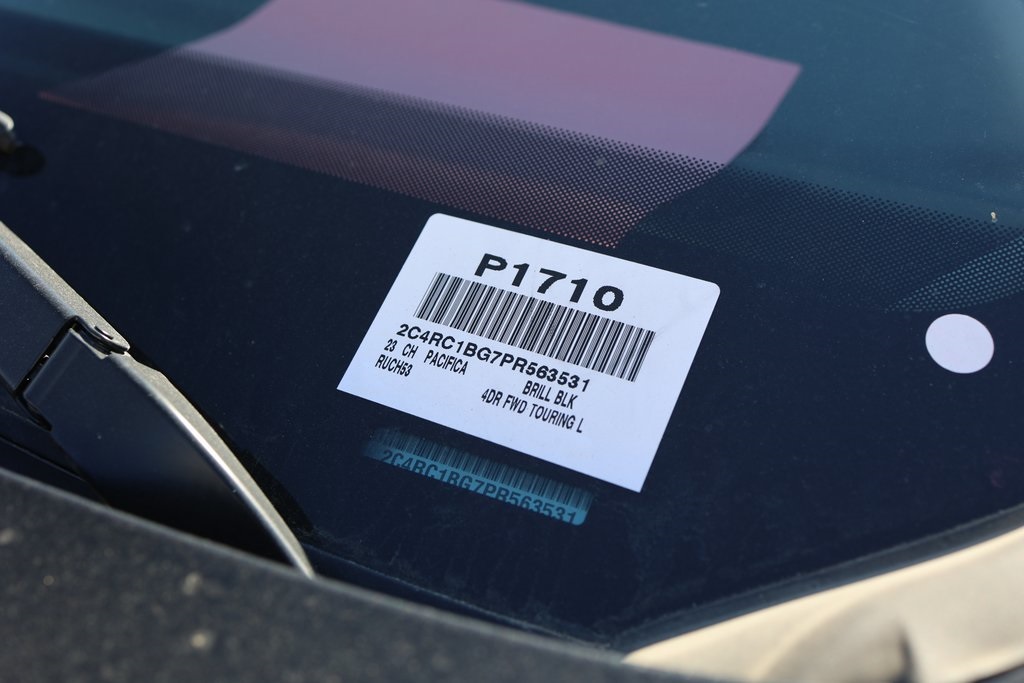 P1710
2C4RC1BG7PR563531
23 CH PACIFICA BRILL BLK
RUCH53 4DR FWD TOURING L
2C4RC1BG7PR563531